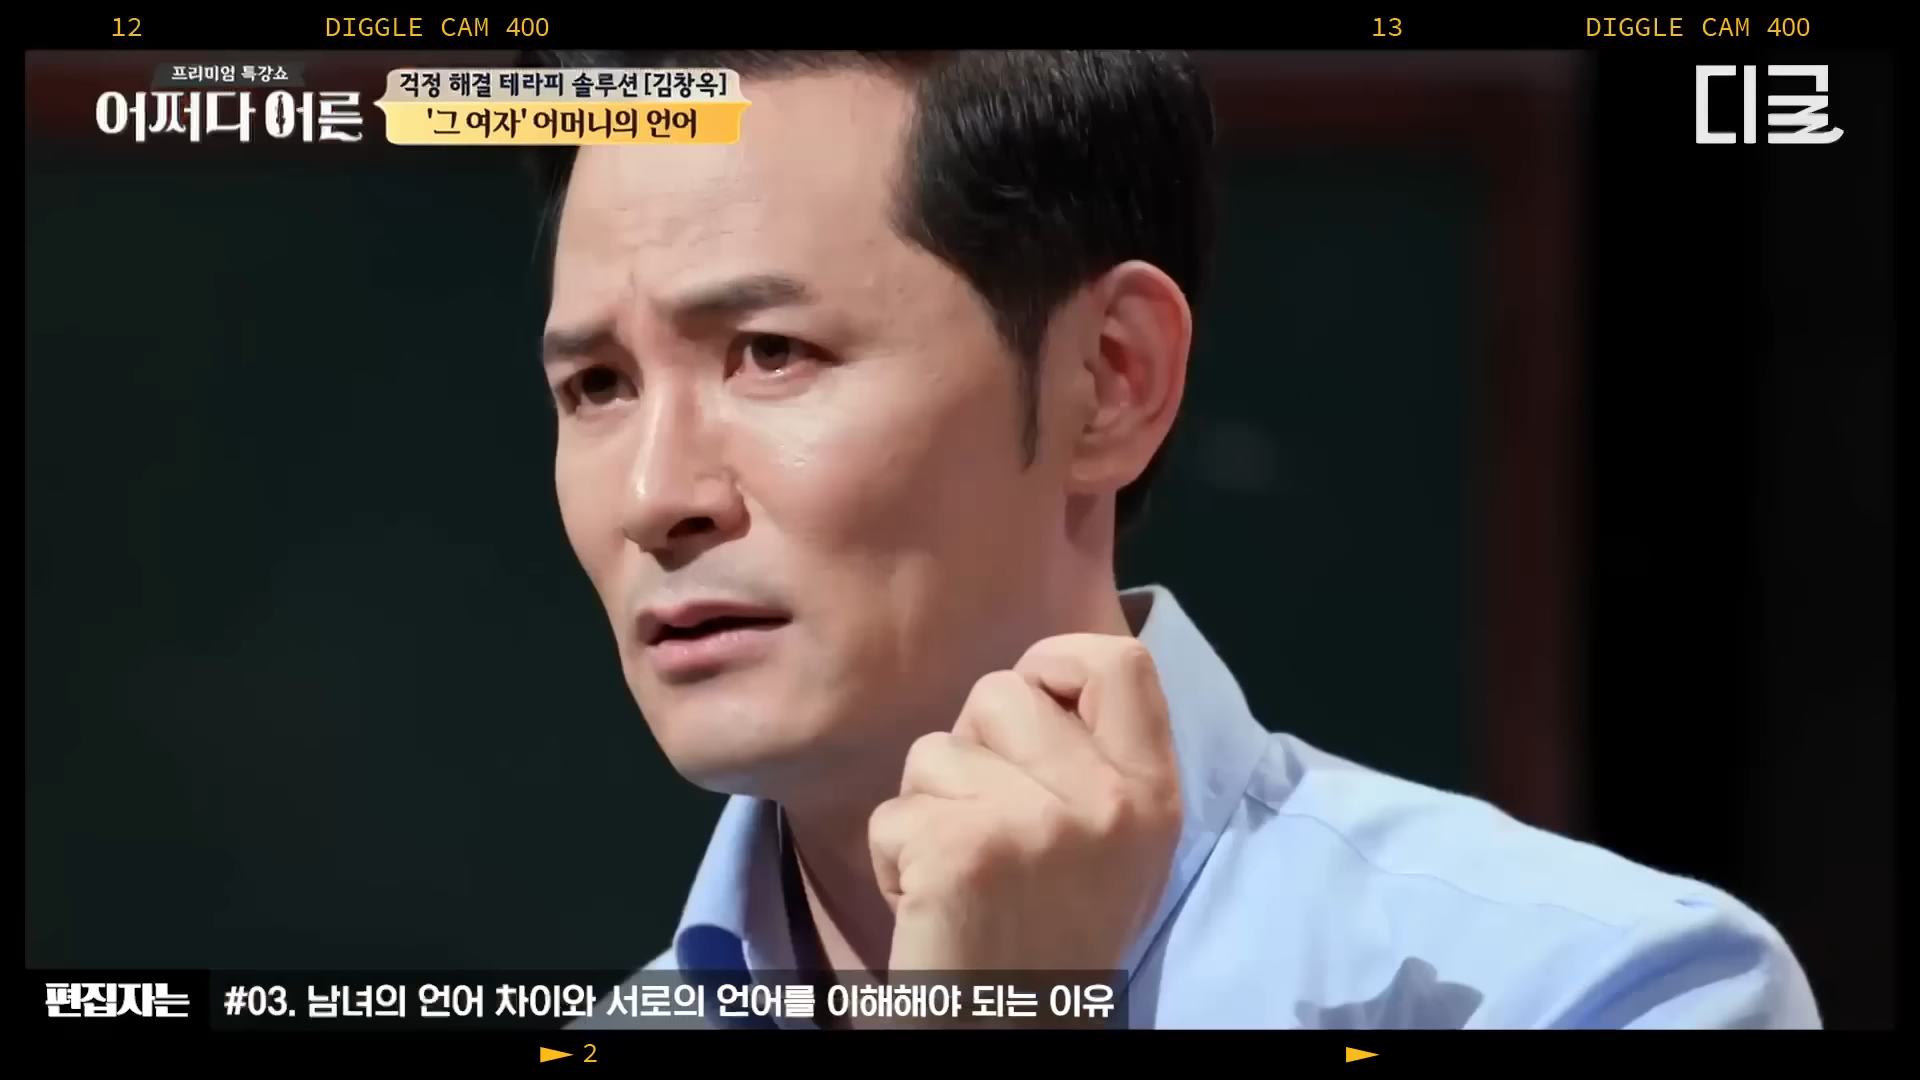 12 DIGGLE CAM 400 13 DIGGLE CAM 400
프리미엄 특강쇼
어쩌다 어른
걱정 해결 테라피 솔루션[김창옥]
'그 여자' 어머니의 언어
디글
편집자는 #03. 남녀의 언어 차이와 서로의 언어를 이해해야 되는 이유
2